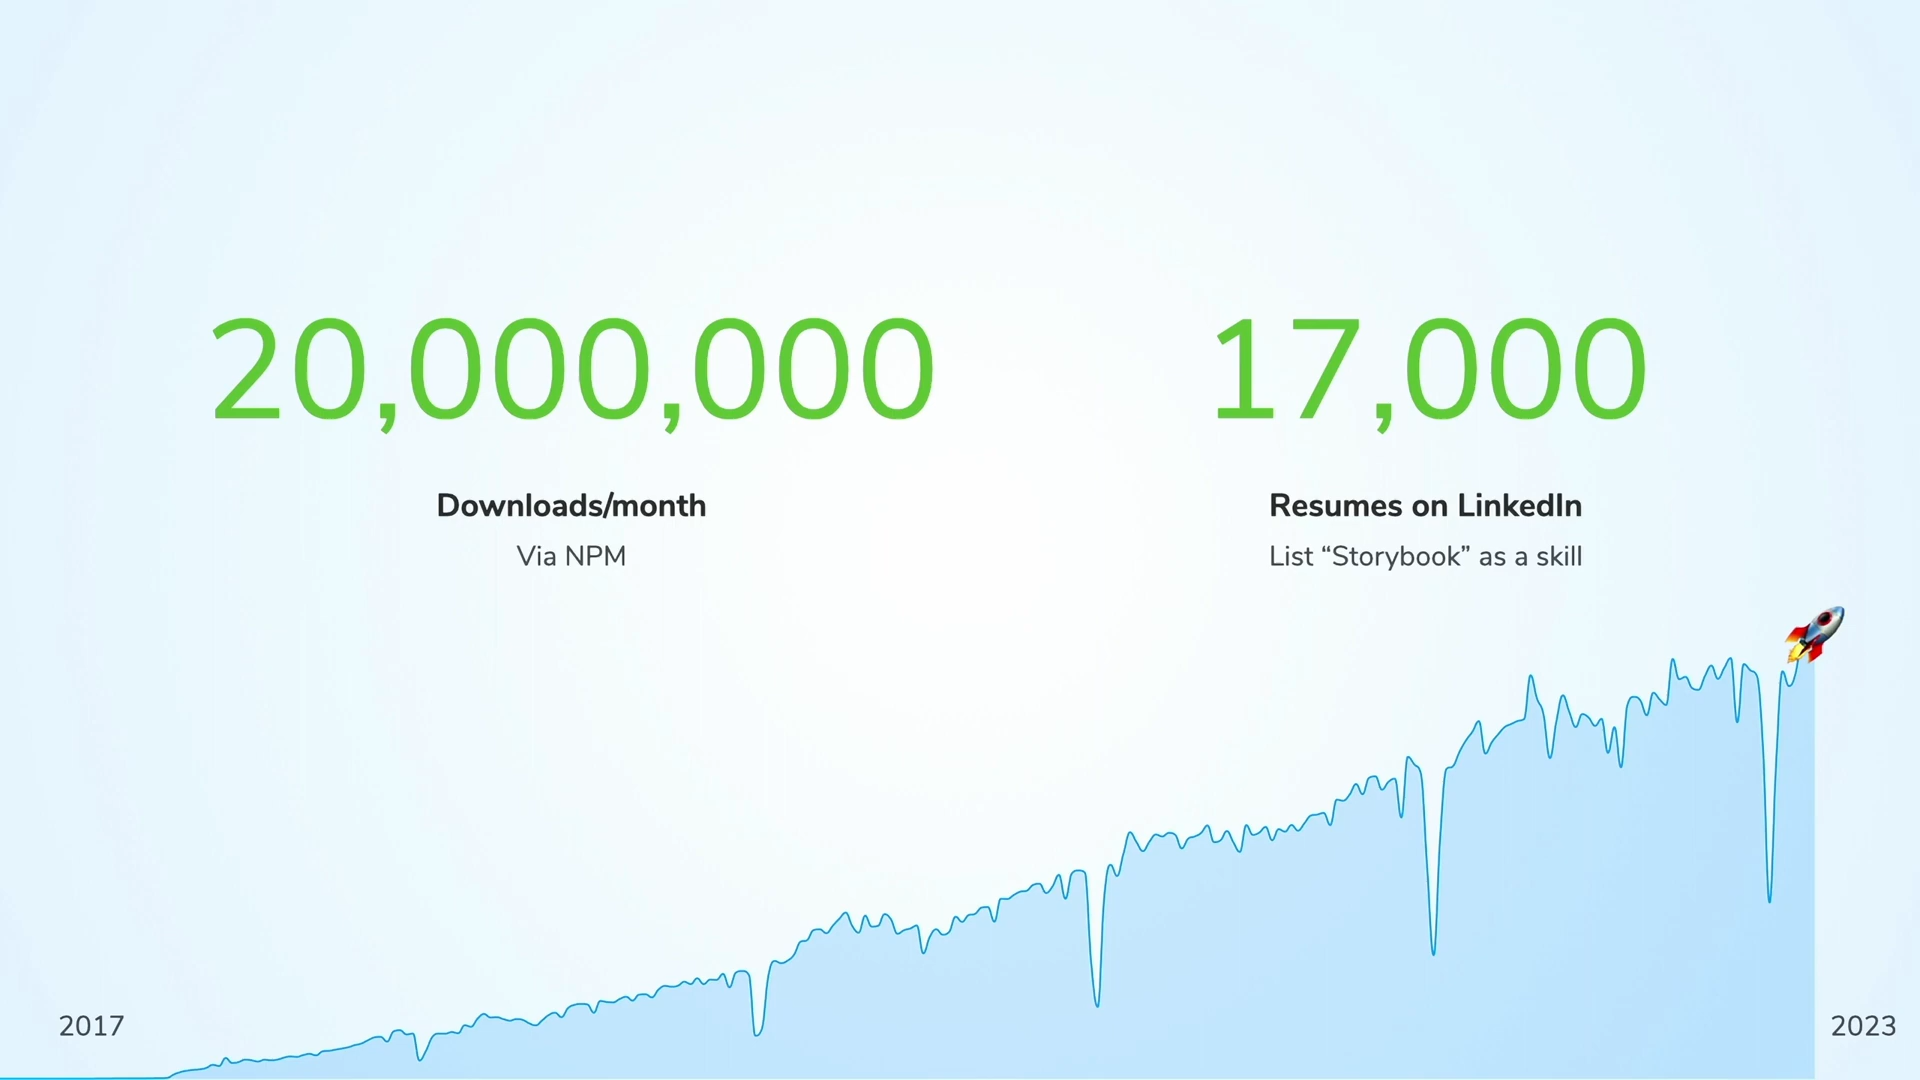 20,000,000
Downloads/month
Via NPM
17,000
Resumes on LinkedIn
List “Storybook” as a skill
2017
2023